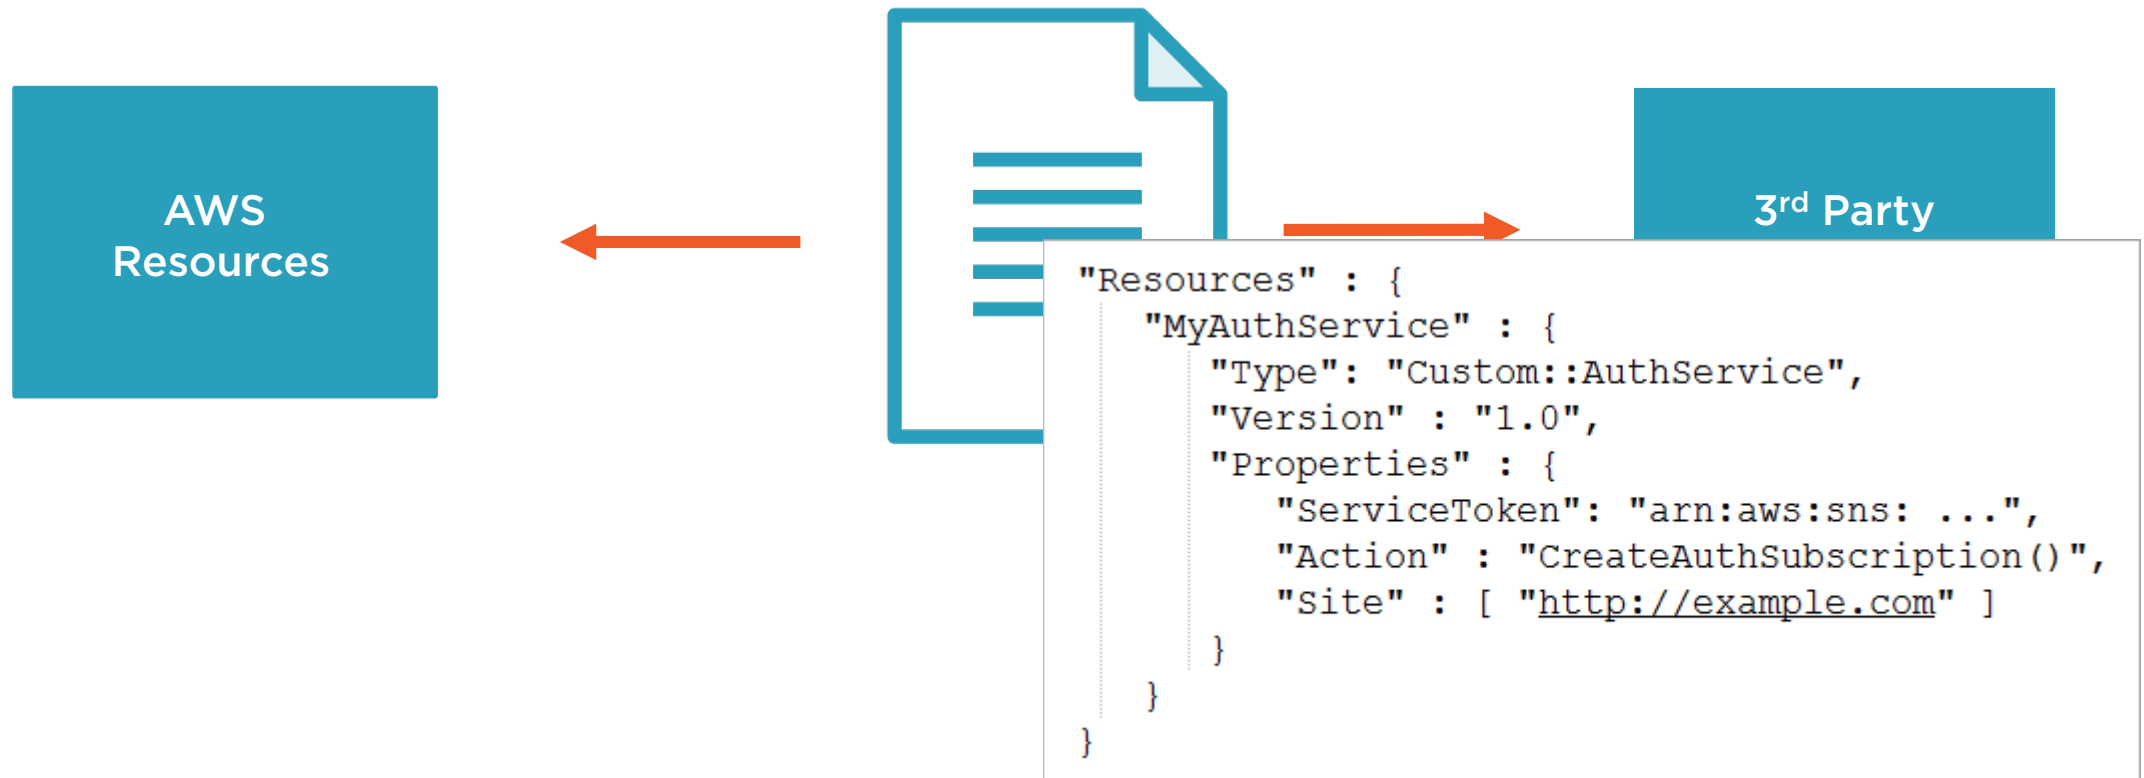 AWS
Resources
3rd Party
"Resources" : {
"MyAuthService" : {
"Type": "Custom::AuthService",
"Version" : "1.0",
"Properties" : {
"ServiceToken": "arn:aws:sns: ...",
"Action" : "CreateAuthSubscription()",
"Site" : [ "http://example.com" ]
}
}
}